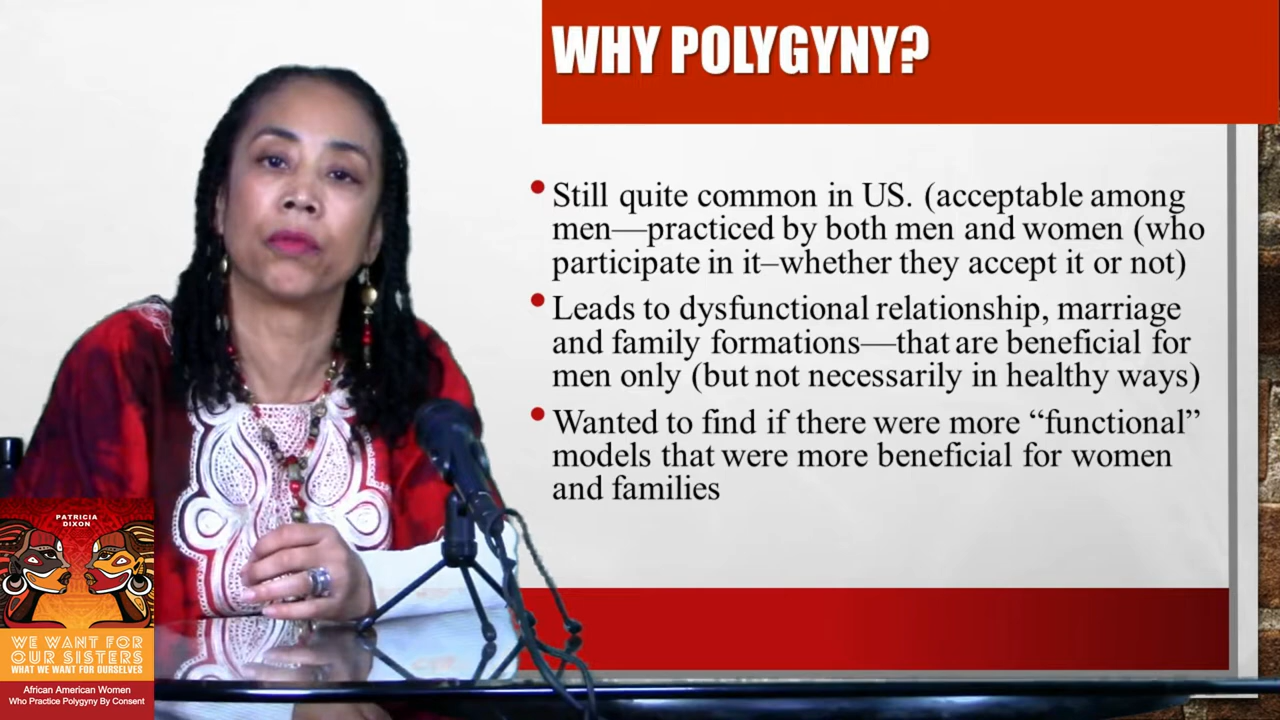 WHY POLYGYNY?
•Still quite common in US. (acceptable among
men—practiced by both men and women (who
participate in it–whether they accept it or not)
•Leads to dysfunctional relationship, marriage
and family formations—that are beneficial for
men only (but not necessarily in healthy ways)
•Wanted to find if there were more “functional”
models that were more beneficial for women
and families
PATRICIA
DIXON
WE WANT FOR
OUR SISTERS
WHAT WE WANT FOR OURSELVES
African American Women
Who Practice Polygyny By Consent